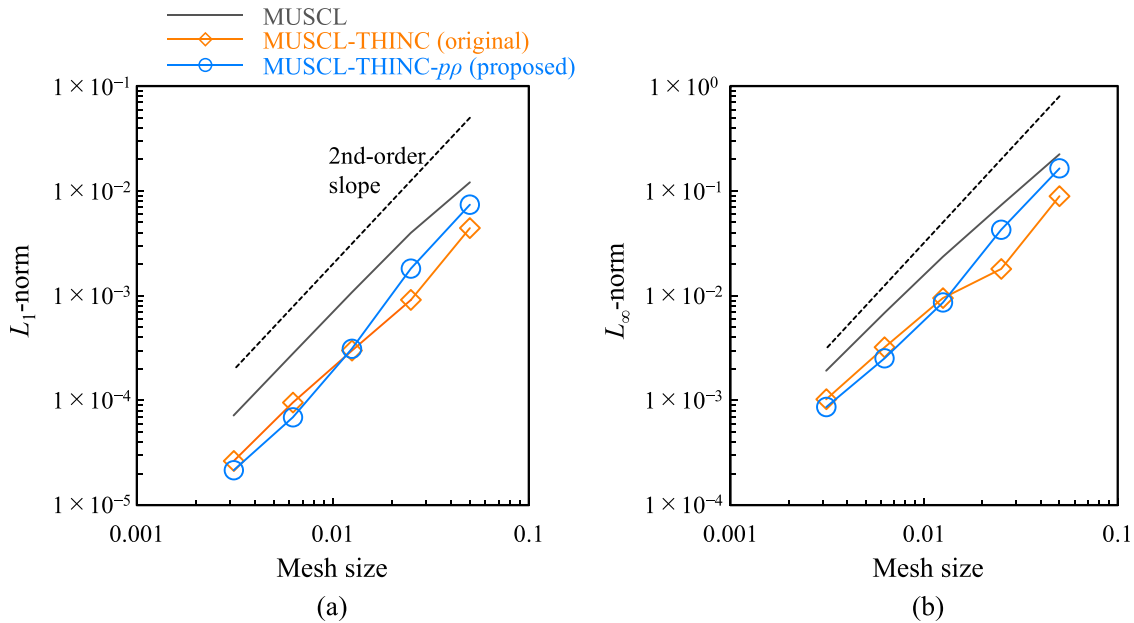 MUSCL
MUSCL-THINC (original)
MUSCL-THINC-pρ (proposed)
1 × 10⁻¹
1 × 10⁻²
1 × 10⁻³
1 × 10⁻⁴
1 × 10⁻⁵
L₁-norm
2nd-order
slope
0.001
0.01
0.1
Mesh size
(a)
1 × 10⁰
1 × 10⁻¹
1 × 10⁻²
1 × 10⁻³
1 × 10⁻⁴
L∞-norm
0.001
0.01
0.1
Mesh size
(b)